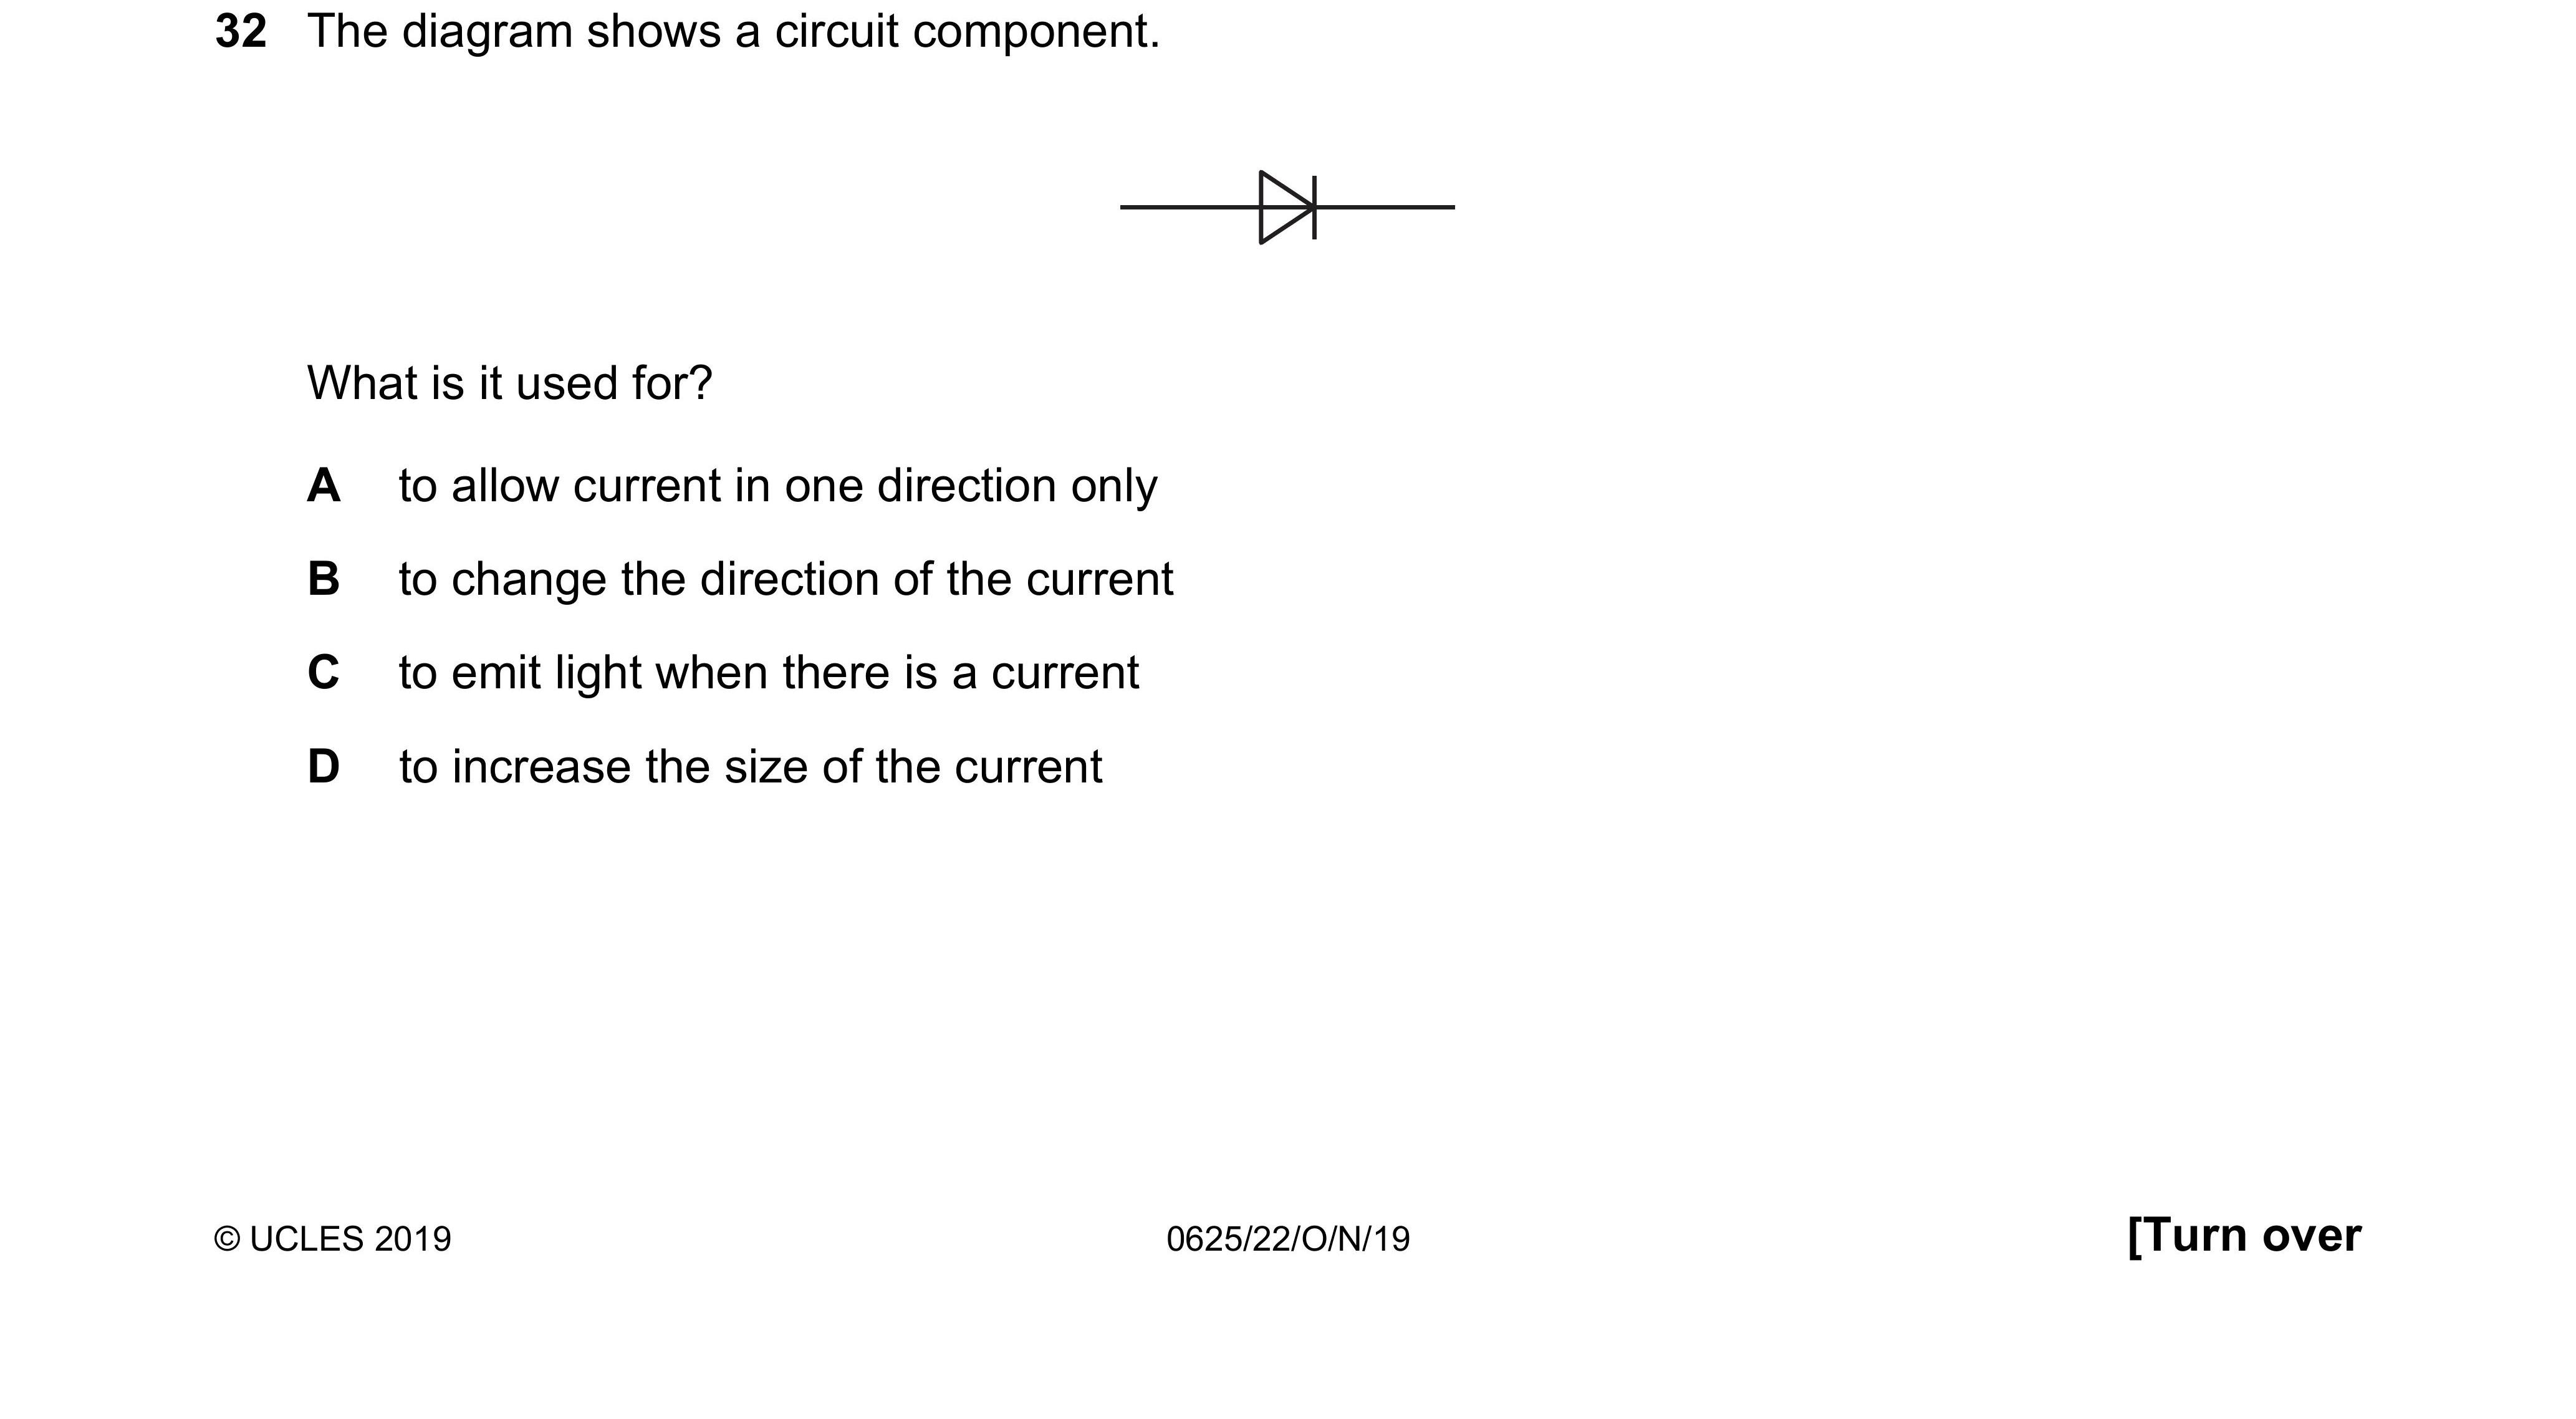 32 The diagram shows a circuit component.
What is it used for?
A to allow current in one direction only
B to change the direction of the current
C to emit light when there is a current
D to increase the size of the current
© UCLES 2019 0625/22/O/N/19 [Turn over